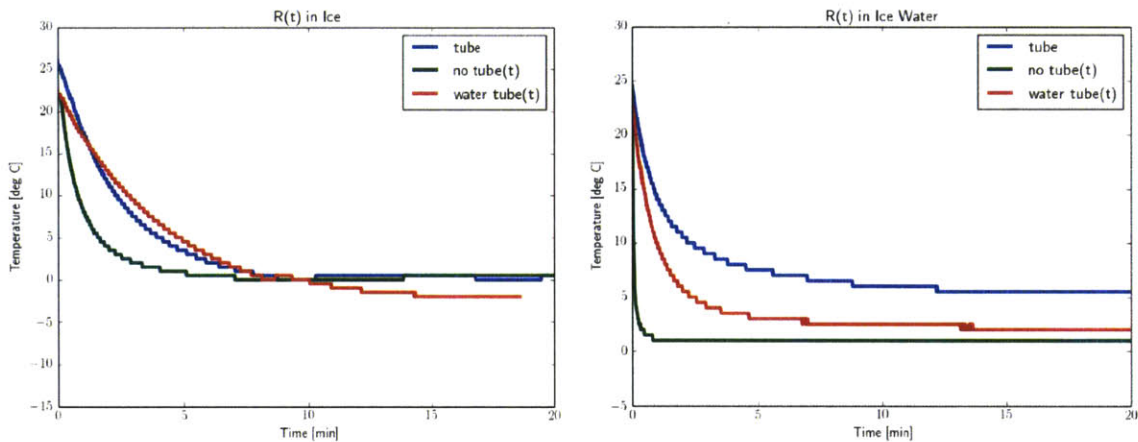 R(t) in Ice
30
25
20
15
10
5
0
−5
−10
−15
0
5
10
15
20
Temperature [deg C]
Time [min]
tube
no tube(t)
water tube(t)
R(t) in Ice Water
30
25
20
15
10
5
0
−5
0
5
10
15
20
Temperature [deg C]
Time [min]
tube
no tube(t)
water tube(t)